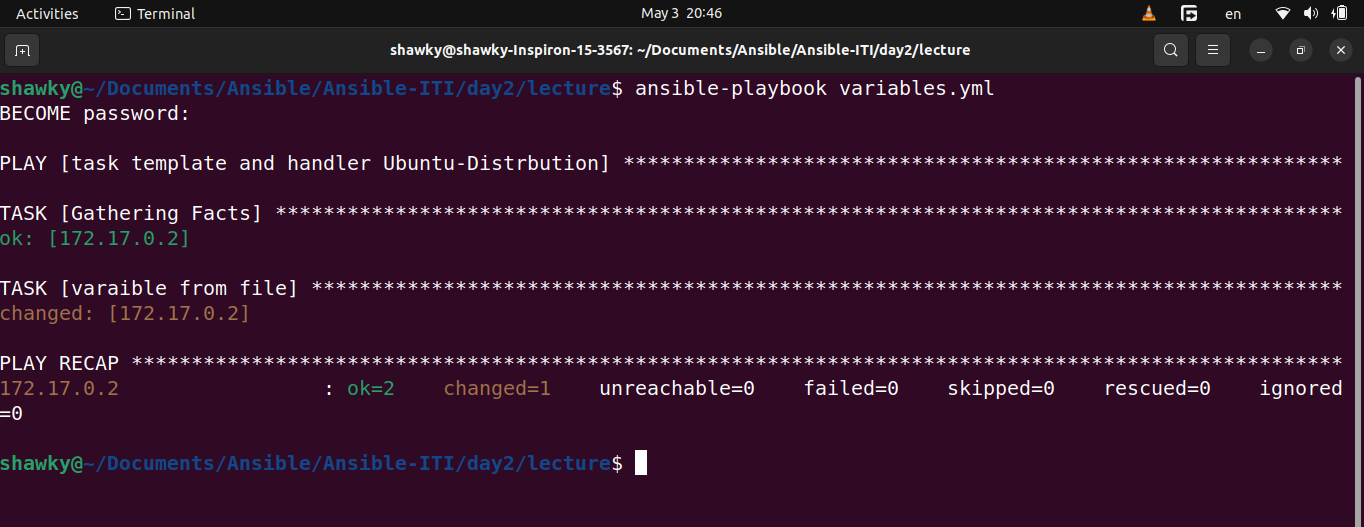 Activities Terminal May 3 20:46 en
shawky@shawky-Inspiron-15-3567: ~/Documents/Ansible/Ansible-ITI/day2/lecture
shawky@~/Documents/Ansible/Ansible-ITI/day2/lecture$ ansible-playbook variables.yml
BECOME password:
PLAY [task template and handler Ubuntu-Distrbution] ************************************************************
TASK [Gathering Facts] *****************************************************************************************
ok: [172.17.0.2]
TASK [varaible from file] **************************************************************************************
changed: [172.17.0.2]
PLAY RECAP *****************************************************************************************************
172.17.0.2 : ok=2 changed=1 unreachable=0 failed=0 skipped=0 rescued=0 ignored
=0
shawky@~/Documents/Ansible/Ansible-ITI/day2/lecture$